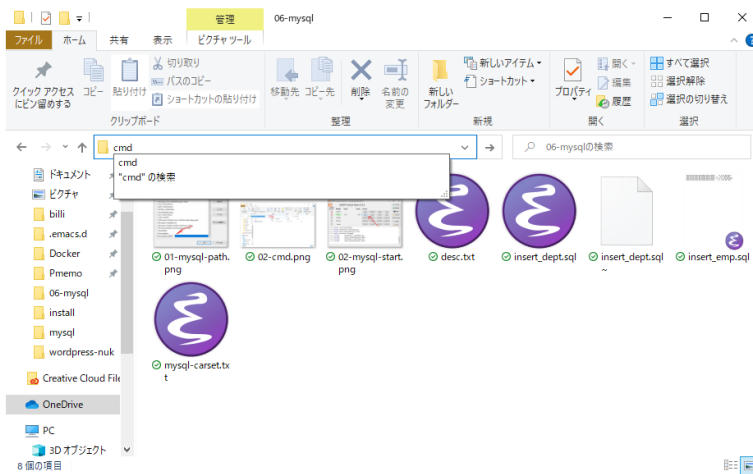 管理
06-mysql
ファイル
ホーム
共有
表示
ピクチャ ツール
クイック アクセス
にピン留めする
コピー
貼り付け
切り取り
パスのコピー
ショートカットの貼り付け
クリップボード
移動先
コピー先
削除
名前の
変更
整理
新しい
フォルダー
新しいアイテム
ショートカット
新規
プロパティ
開く
編集
履歴
開く
すべて選択
選択解除
選択の切り替え
選択
cmd
06-mysqlの検索
cmd
"cmd" の検索
ドキュメント
ピクチャ
billi
.emacs.d
Docker
Pmemo
06-mysql
install
mysql
wordpress-nuk
Creative Cloud File
OneDrive
PC
3D オブジェクト
01-mysql-path.
png
02-cmd.png
02-mysql-start.
png
desc.txt
insert_dept.sql
insert_dept.sql
~
insert_emp.sql
mysql-carset.tx
t
8 個の項目